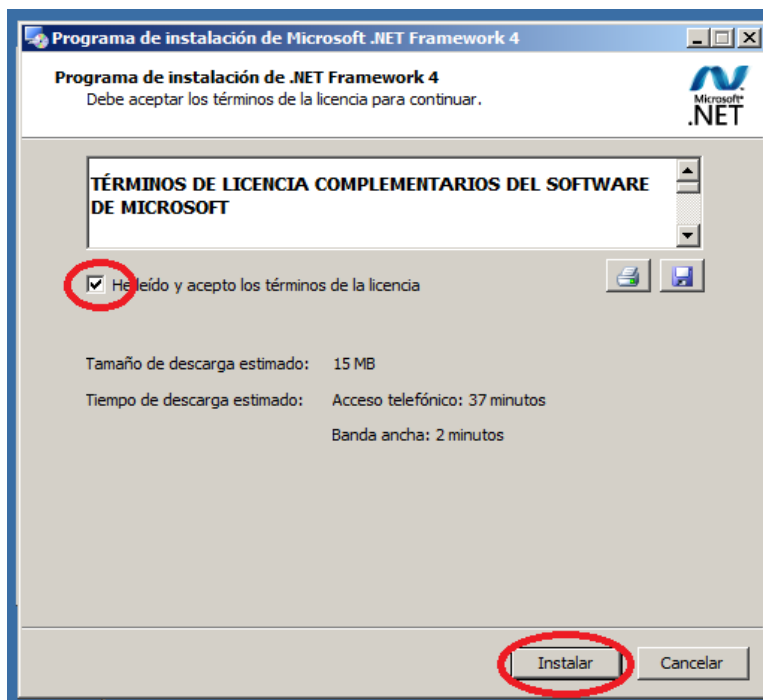 Programa de instalación de Microsoft .NET Framework 4
Programa de instalación de .NET Framework 4
Debe aceptar los términos de la licencia para continuar.
Microsoft®
.NET
TÉRMINOS DE LICENCIA COMPLEMENTARIOS DEL SOFTWARE
DE MICROSOFT
He leído y acepto los términos de la licencia
Tamaño de descarga estimado: 15 MB
Tiempo de descarga estimado: Acceso telefónico: 37 minutos
Banda ancha: 2 minutos
Instalar Cancelar